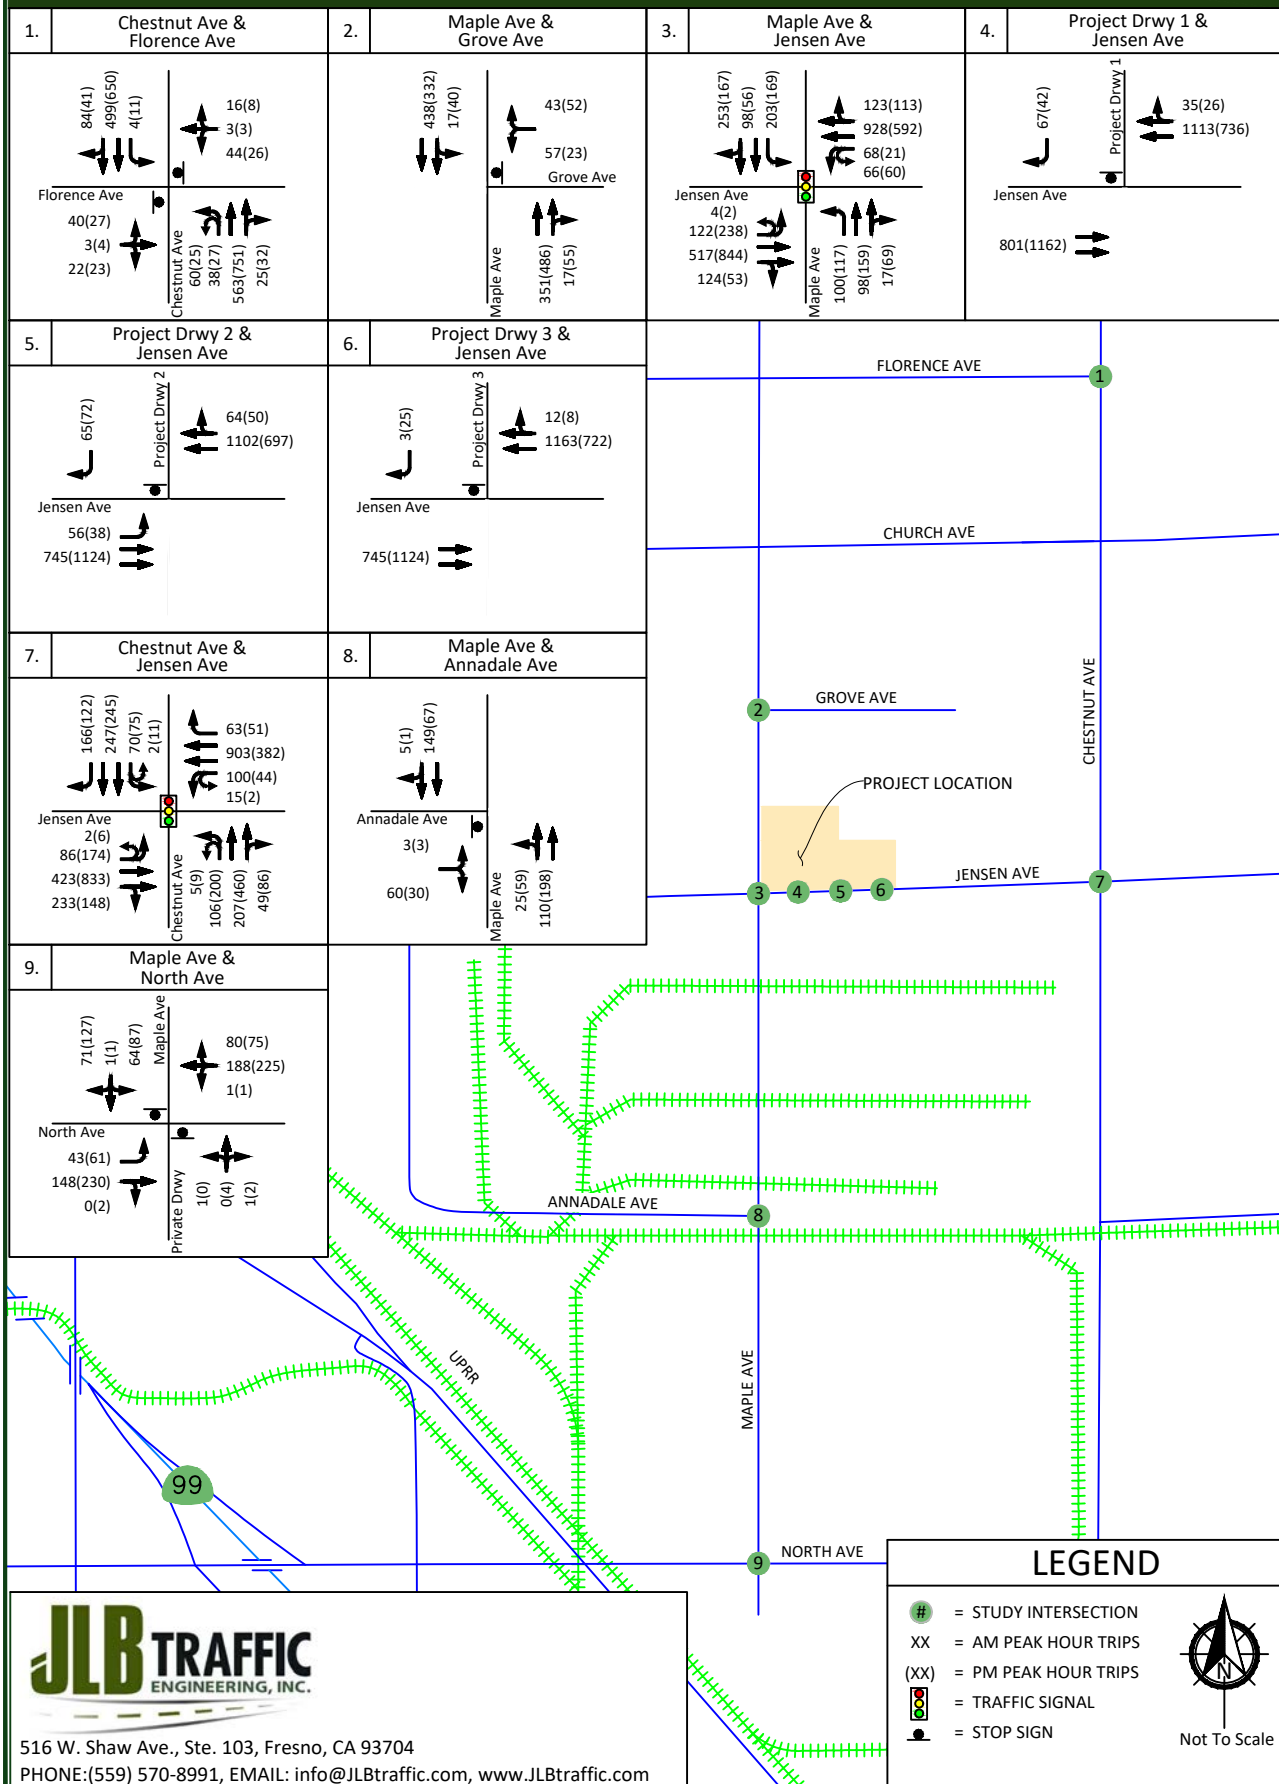 1.
Chestnut Ave &
Florence Ave
84(41)
499(650)
4(11)
16(8)
3(3)
44(26)
Florence Ave
40(27)
3(4)
22(23)
Chestnut Ave
60(25)
38(27)
563(751)
25(32)
2.
Maple Ave &
Grove Ave
438(332)
17(40)
43(52)
57(23)
Grove Ave
Maple Ave
351(486)
17(55)
3.
Maple Ave &
Jensen Ave
253(167)
98(56)
203(169)
123(113)
928(592)
68(21)
66(60)
Jensen Ave
4(2)
122(238)
517(844)
124(53)
Maple Ave
100(117)
98(159)
17(69)
4.
Project Drwy 1 &
Jensen Ave
67(42)
Project Drwy 1
35(26)
1113(736)
Jensen Ave
801(1162)
5.
Project Drwy 2 &
Jensen Ave
65(72)
Project Drwy 2
64(50)
1102(697)
Jensen Ave
56(38)
745(1124)
6.
Project Drwy 3 &
Jensen Ave
3(25)
Project Drwy 3
12(8)
1163(722)
Jensen Ave
745(1124)
7.
Chestnut Ave &
Jensen Ave
166(122)
247(245)
70(75)
2(11)
63(51)
903(382)
100(44)
15(2)
Jensen Ave
2(6)
86(174)
423(833)
233(148)
Chestnut Ave
5(9)
106(200)
207(460)
49(86)
8.
Maple Ave &
Annadale Ave
5(1)
149(67)
Annadale Ave
3(3)
60(30)
Maple Ave
25(59)
110(198)
9.
Maple Ave &
North Ave
71(127)
1(1)
64(87)
Maple Ave
80(75)
188(225)
1(1)
North Ave
43(61)
148(230)
0(2)
Private Drwy
1(0)
0(4)
1(2)
FLORENCE AVE
1
CHURCH AVE
CHESTNUT AVE
2
GROVE AVE
PROJECT LOCATION
JENSEN AVE
3
4
5
6
7
ANNADALE AVE
8
UPRR
MAPLE AVE
99
9
NORTH AVE
LEGEND
# = STUDY INTERSECTION
XX = AM PEAK HOUR TRIPS
(XX) = PM PEAK HOUR TRIPS
= TRAFFIC SIGNAL
= STOP SIGN
N
Not To Scale
JLB TRAFFIC
ENGINEERING, INC.
516 W. Shaw Ave., Ste. 103, Fresno, CA 93704
PHONE:(559) 570-8991, EMAIL: info@JLBtraffic.com, www.JLBtraffic.com